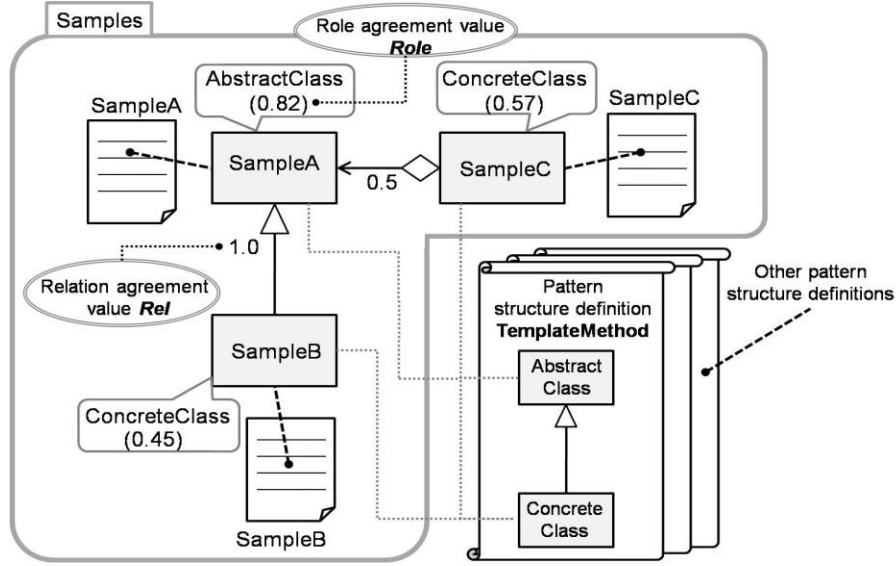 Samples
Role agreement value
Role
AbstractClass
(0.82)
ConcreteClass
(0.57)
SampleA
SampleC
SampleA
0.5
SampleC
1.0
Relation agreement
value Rel
SampleB
ConcreteClass
(0.45)
SampleB
Pattern
structure definition
TemplateMethod
Abstract
Class
Concrete
Class
Other pattern
structure definitions